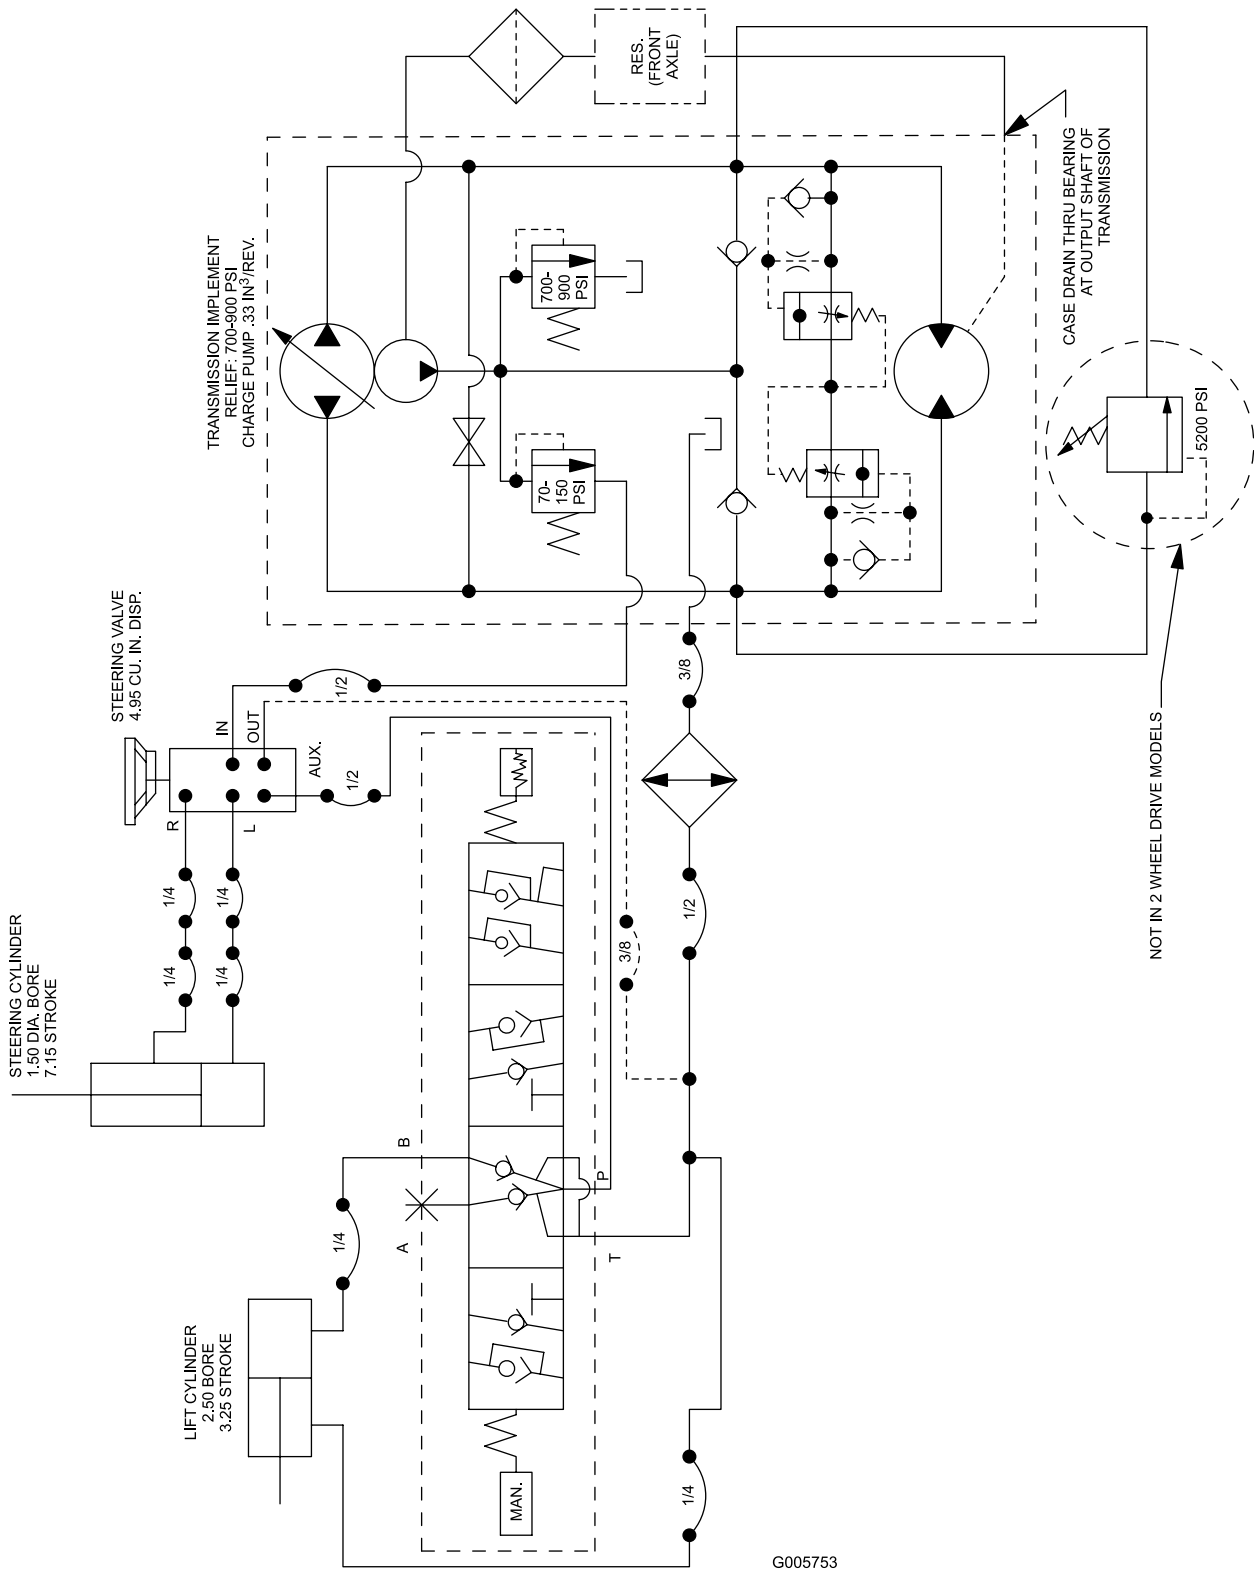 RES.
(FRONT
AXLE)
TRANSMISSION IMPLEMENT
RELIEF: 700-900 PSI
CHARGE PUMP .33 IN³/REV.
700-
900
PSI
70-
150
PSI
CASE DRAIN THRU BEARING
AT OUTPUT SHAFT OF
TRANSMISSION
5200 PSI
NOT IN 2 WHEEL DRIVE MODELS
STEERING VALVE
4.95 CU. IN. DISP.
IN
OUT
AUX.
R
L
1/2
1/2
3/8
1/4
1/4
1/4
1/4
STEERING CYLINDER
1.50 DIA. BORE
7.15 STROKE
3/8
1/2
B
A
P
T
1/4
LIFT CYLINDER
2.50 BORE
3.25 STROKE
MAN.
1/4
G005753